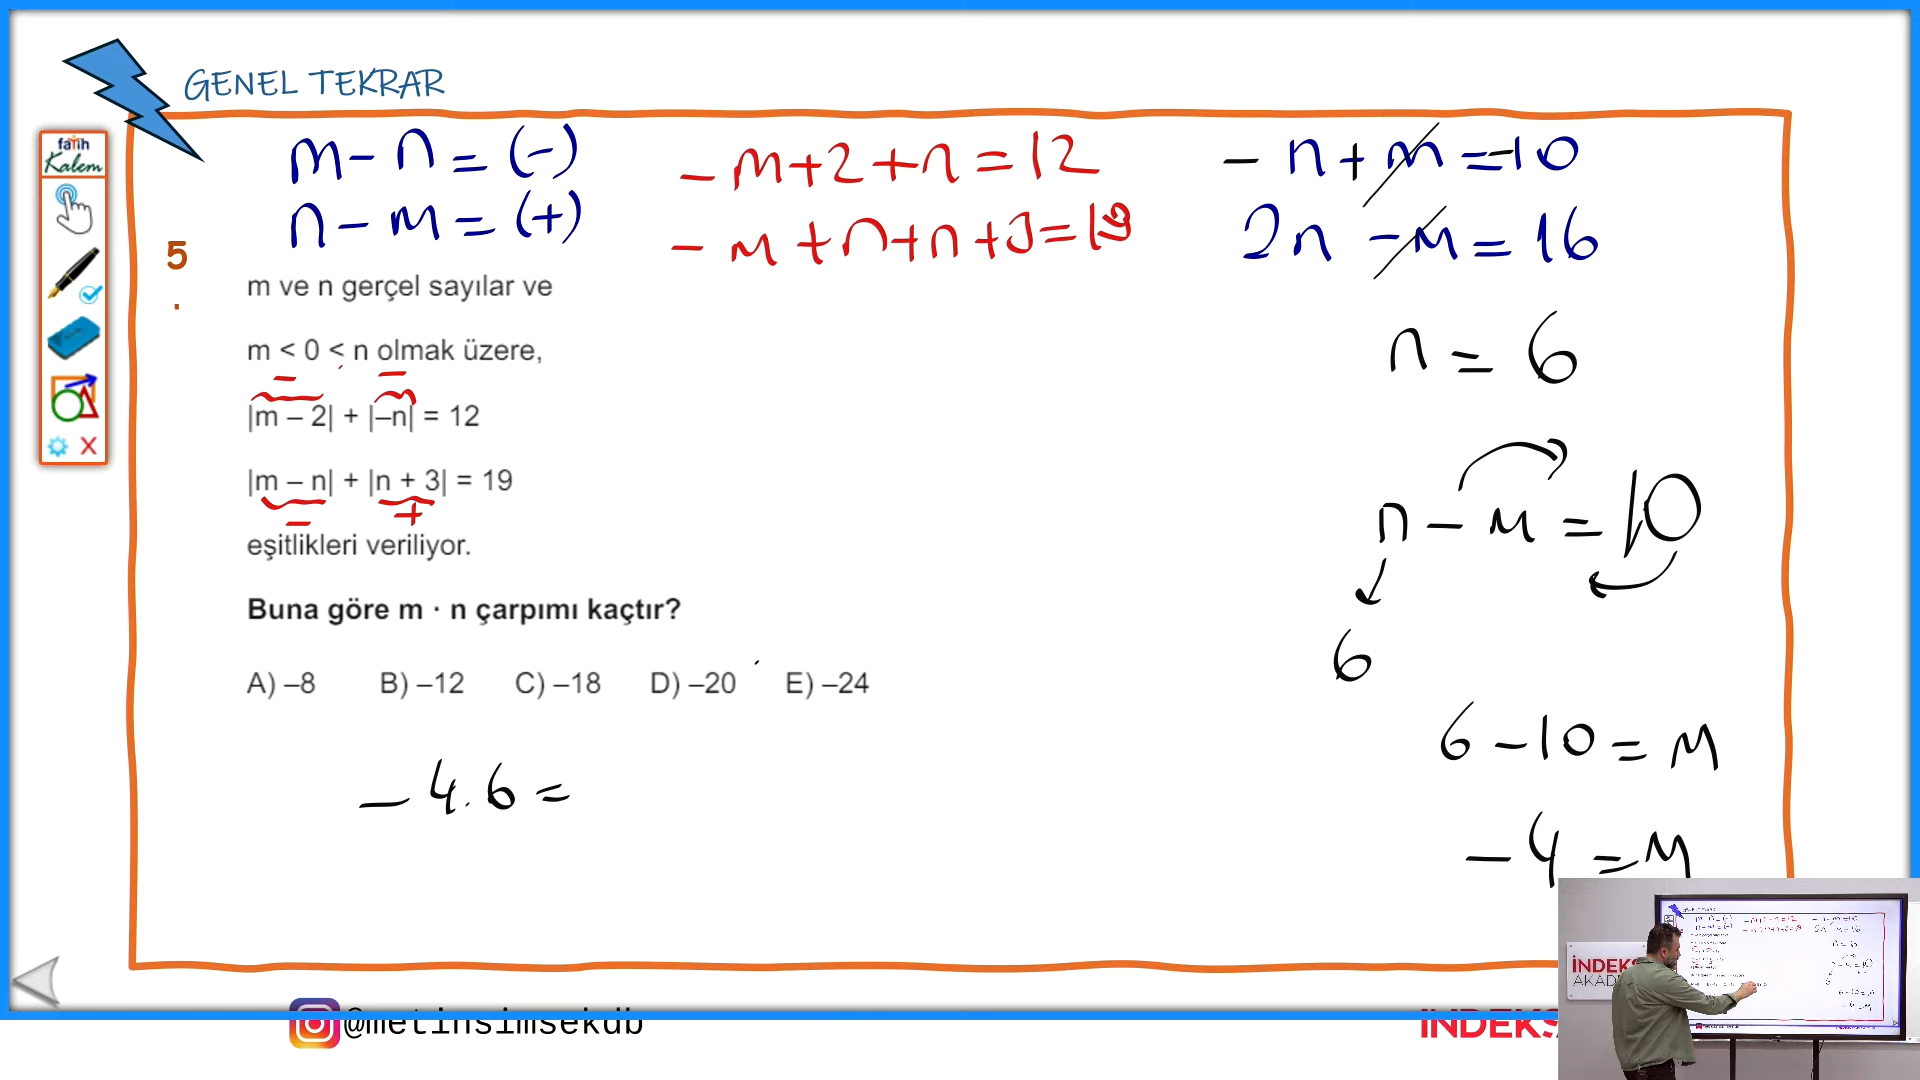 GENEL TEKRAR
fatih
Kalem
m - n = (-)
n - m = (+)
- m + 2 + n = 12
- m + n + n + 3 = 19
- n + m = -10
2n - m = 16
5
.
m ve n gerçel sayılar ve
m < 0 < n olmak üzere,
|m – 2| + |–n| = 12
|m – n| + |n + 3| = 19
- +
eşitlikleri veriliyor.
Buna göre m · n çarpımı kaçtır?
A) –8 B) –12 C) –18 D) –20 E) –24
- 4 . 6 =
n = 6
n - m = 10
6
6 - 10 = m
- 4 = m
@metinsimsekdb
İNDEKS
AKADE